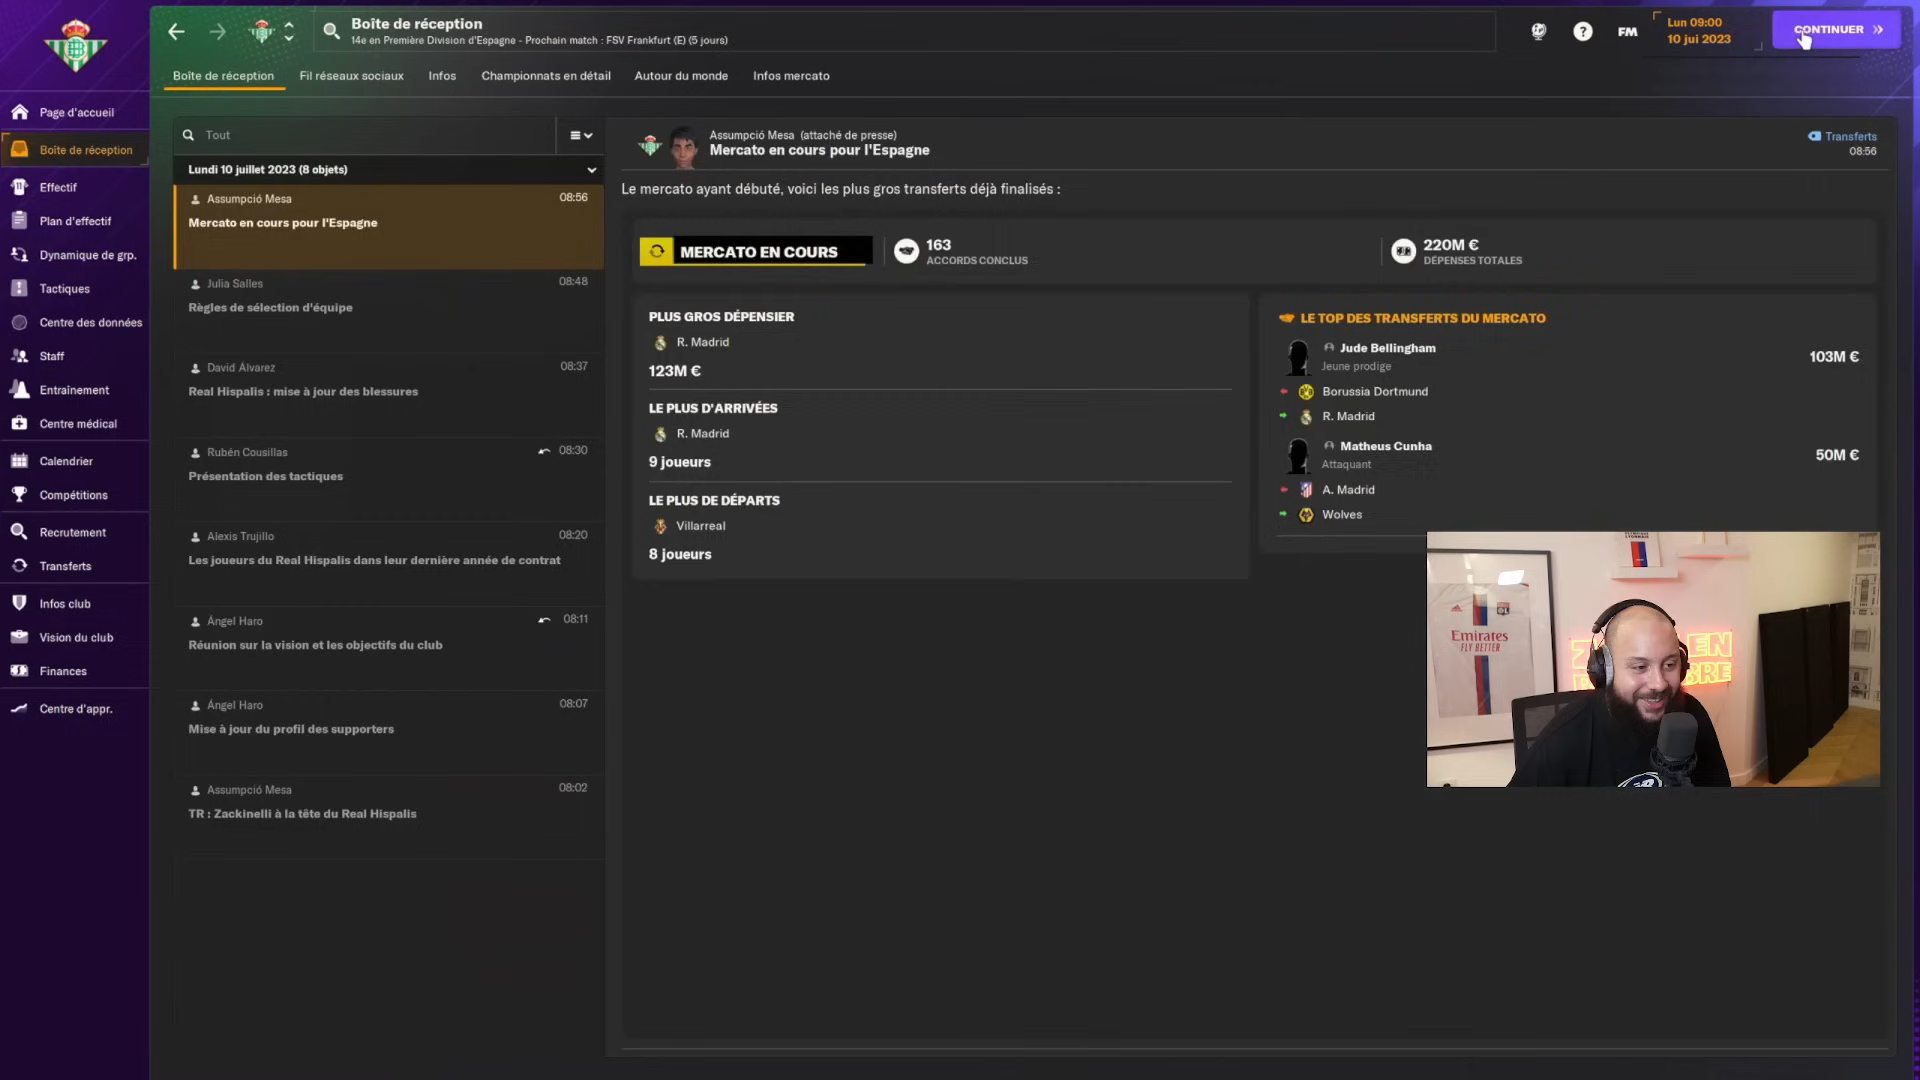 Boîte de réception
14e en Première Division d'Espagne - Prochain match : FSV Frankfurt (E) (5 jours)
FM
Lun 09:00
10 jui 2023
CONTINUER
Boîte de réception
Fil réseaux sociaux
Infos
Championnats en détail
Autour du monde
Infos mercato
Page d'accueil
Boîte de réception
Effectif
Plan d'effectif
Dynamique de grp.
Tactiques
Centre des données
Staff
Entraînement
Centre médical
Calendrier
Compétitions
Recrutement
Transferts
Infos club
Vision du club
Finances
Centre d'appr.
Tout
Lundi 10 juillet 2023 (8 objets)
Assumpció Mesa 08:56
Mercato en cours pour l'Espagne
Julia Salles 08:48
Règles de sélection d'équipe
David Álvarez 08:37
Real Hispalis : mise à jour des blessures
Rubén Cousillas 08:30
Présentation des tactiques
Alexis Trujillo 08:20
Les joueurs du Real Hispalis dans leur dernière année de contrat
Ángel Haro 08:11
Réunion sur la vision et les objectifs du club
Ángel Haro 08:07
Mise à jour du profil des supporters
Assumpció Mesa 08:02
TR : Zackinelli à la tête du Real Hispalis
Assumpció Mesa (attaché de presse)
Mercato en cours pour l'Espagne
Transferts
08:56
Le mercato ayant débuté, voici les plus gros transferts déjà finalisés :
MERCATO EN COURS
163
ACCORDS CONCLUS
220M €
DÉPENSES TOTALES
PLUS GROS DÉPENSIER
R. Madrid
123M €
LE PLUS D'ARRIVÉES
R. Madrid
9 joueurs
LE PLUS DE DÉPARTS
Villarreal
8 joueurs
LE TOP DES TRANSFERTS DU MERCATO
Jude Bellingham
Jeune prodige
103M €
Borussia Dortmund
R. Madrid
Matheus Cunha
Attaquant
50M €
A. Madrid
Wolves
OL
Emirates
FLY BETTER